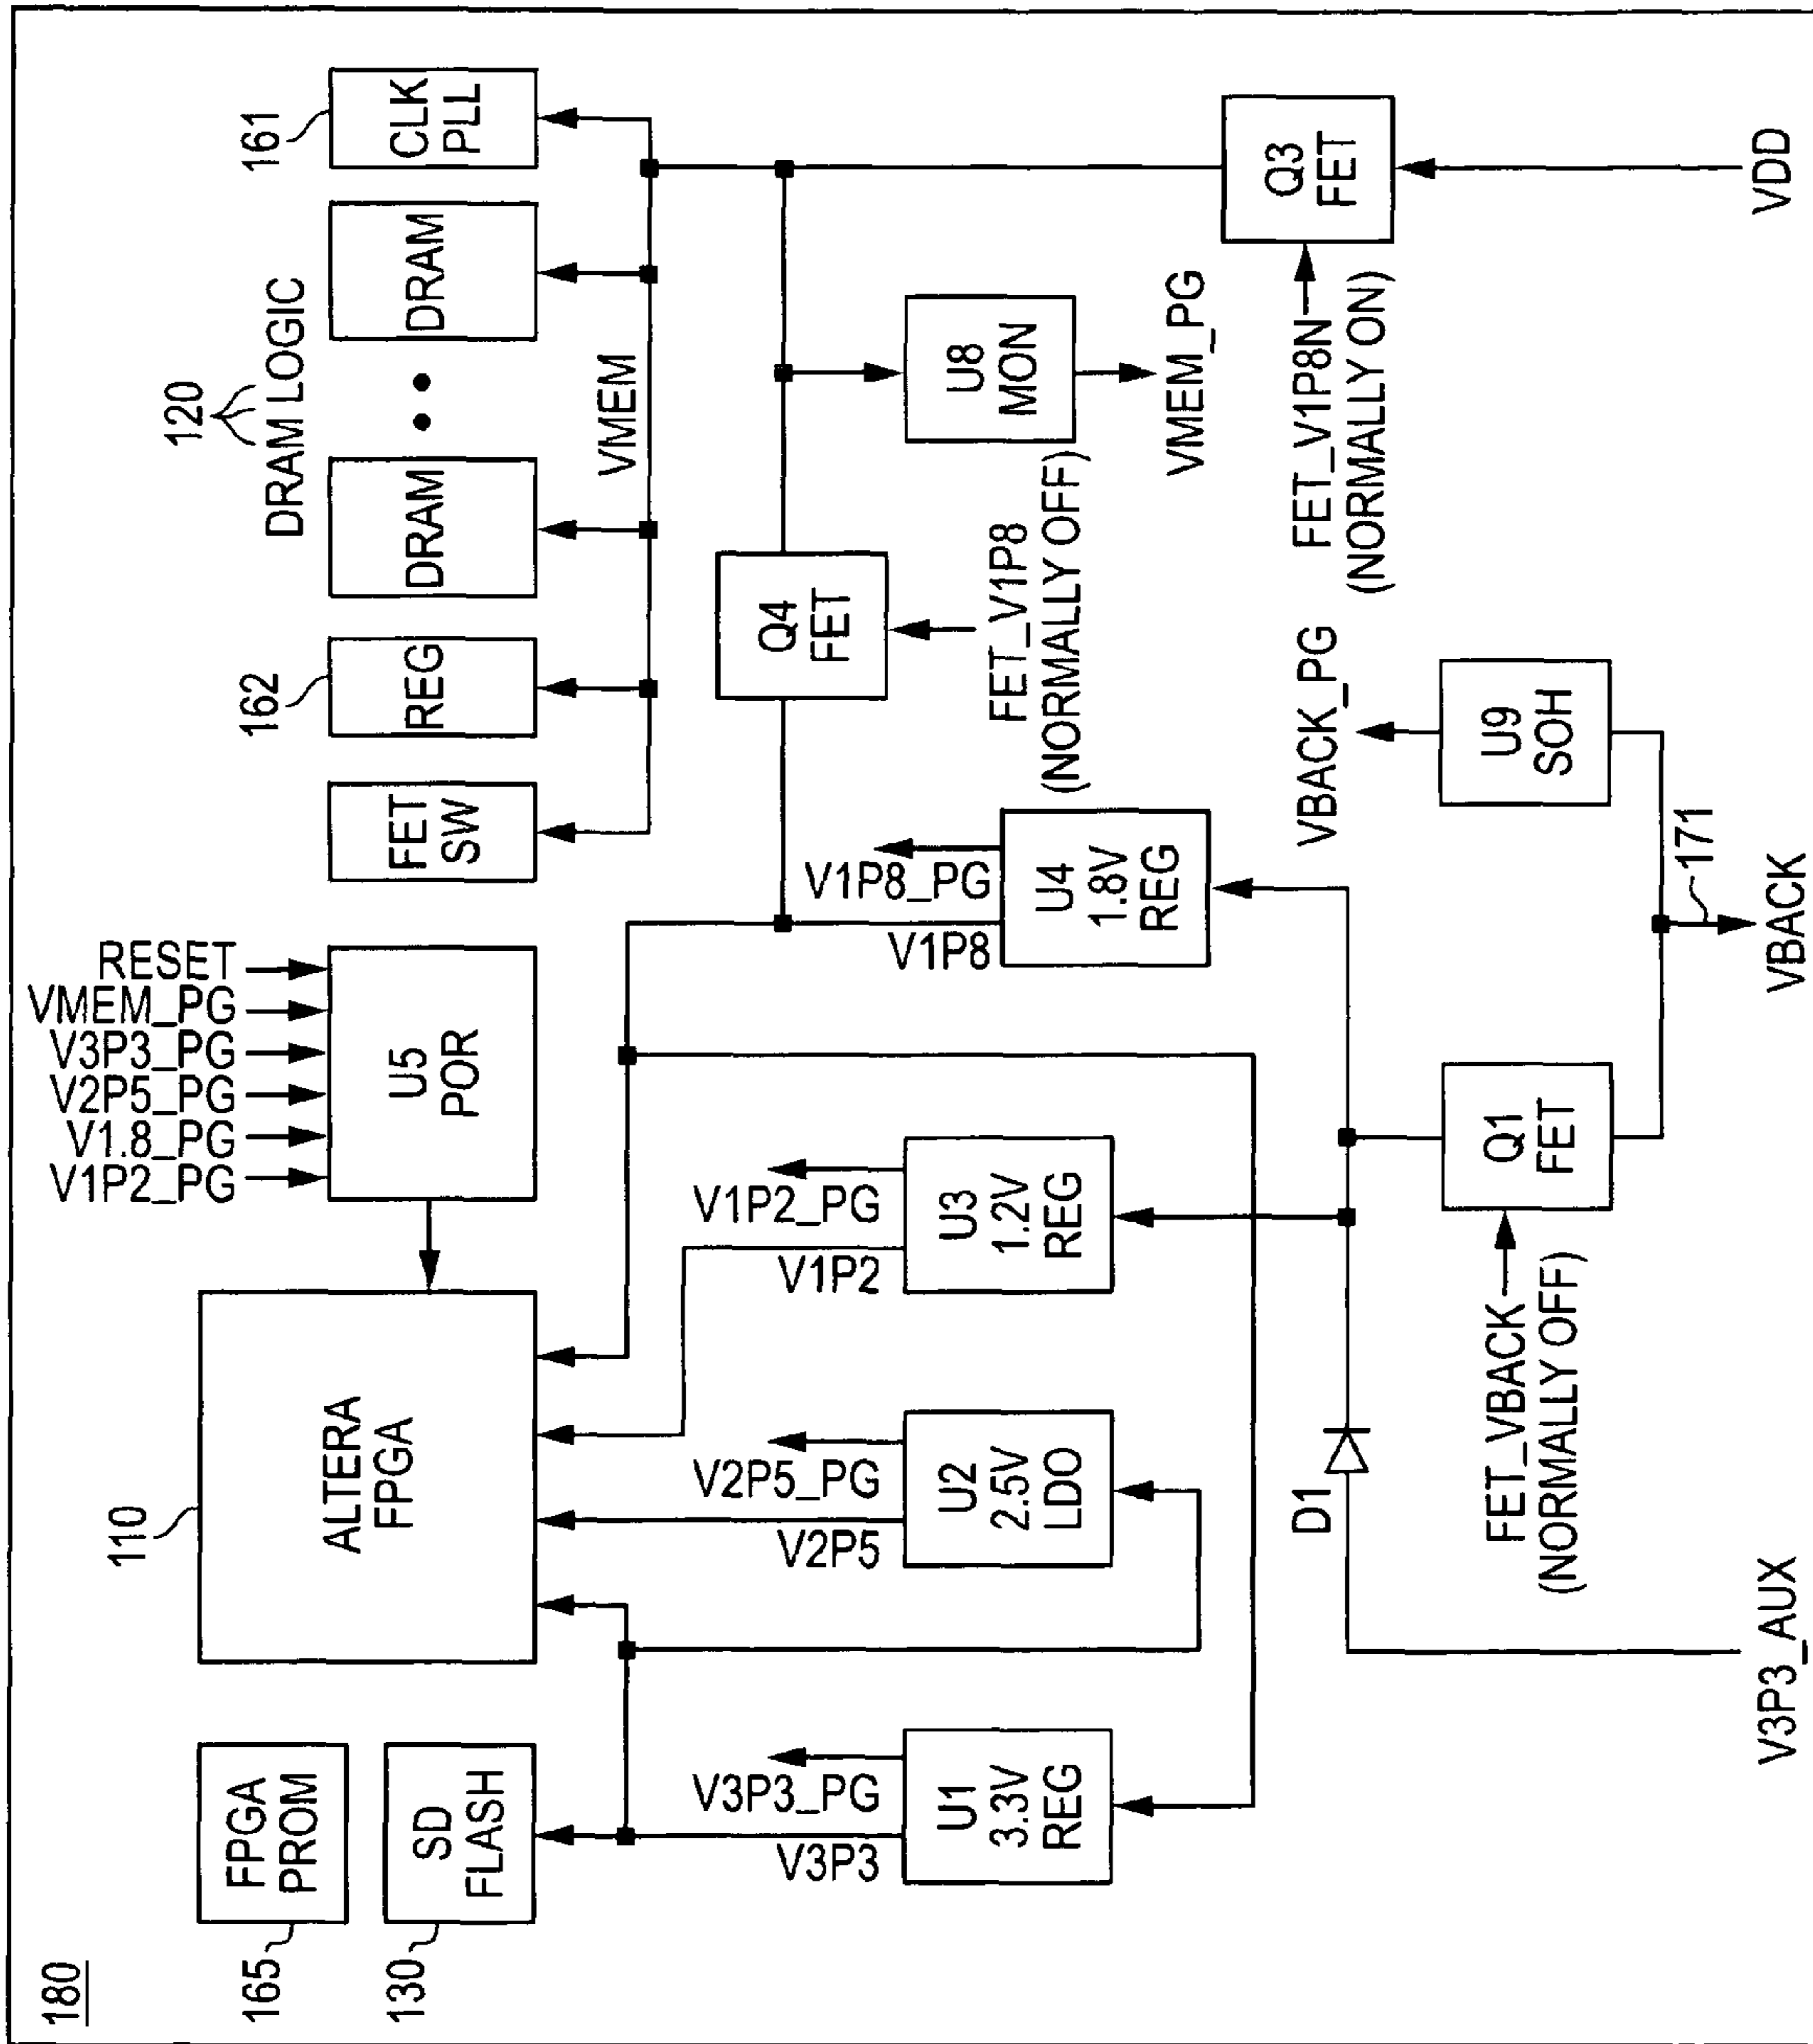 180
165
FPGA
PROM
130
SD
FLASH
110
ALTERA
FPGA
RESET
VMEM_PG
V3P3_PG
V2P5_PG
V1.8_PG
V1P2_PG
U5
POR
FET
SW
162
REG
120
DRAM LOGIC
DRAM
DRAM
161
CLK
PLL
VMEM
V3P3_PG
V3P3
U1
3.3V
REG
V2P5_PG
V2P5
U2
2.5V
LDO
V1P2_PG
V1P2
U3
1.2V
REG
V1P8_PG
V1P8
U4
1.8V
REG
Q4
FET
FET_V1P8
(NORMALLY OFF)
U8
MON
VMEM_PG
Q3
FET
FET_V1P8N
(NORMALLY ON)
VDD
D1
Q1
FET
FET_VBACK
(NORMALLY OFF)
VBACK_PG
U9
SOH
171
VBACK
V3P3_AUX